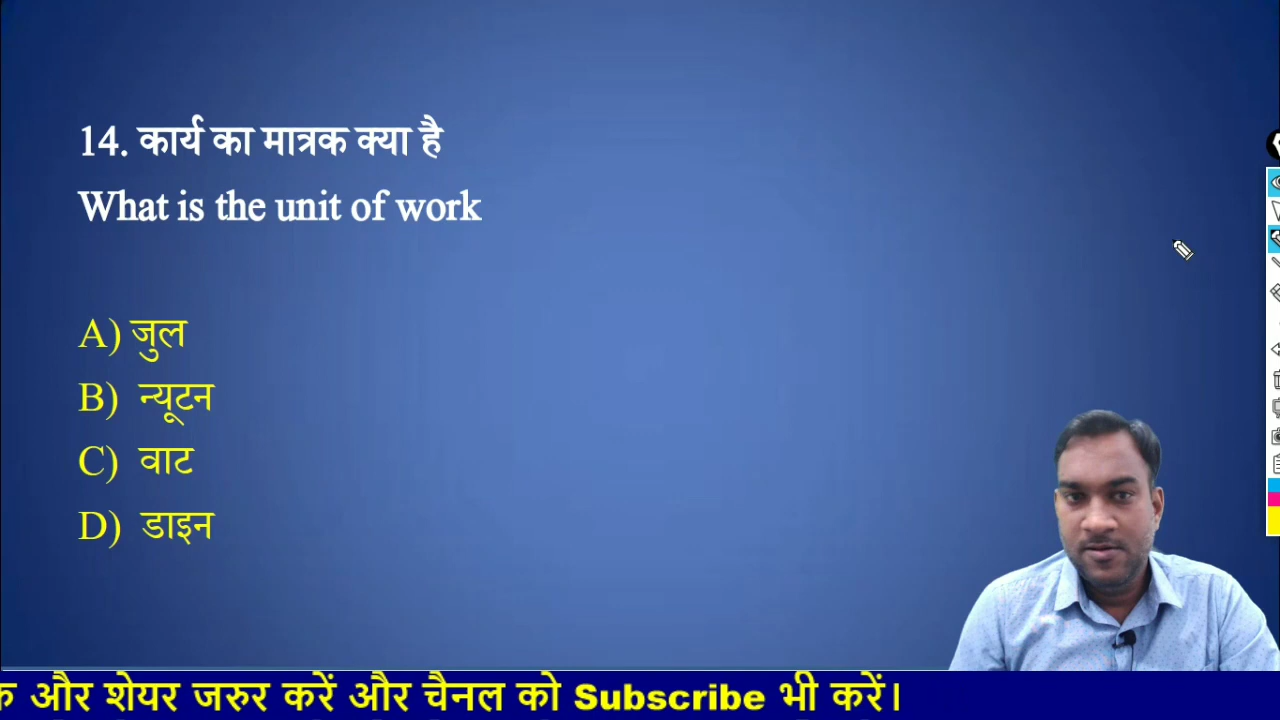 14. कार्य का मात्रक क्या है
What is the unit of work
A) जुल
B) न्यूटन
C) वाट
D) डाइन
और शेयर जरुर करें और चैनल को Subscribe भी करें।